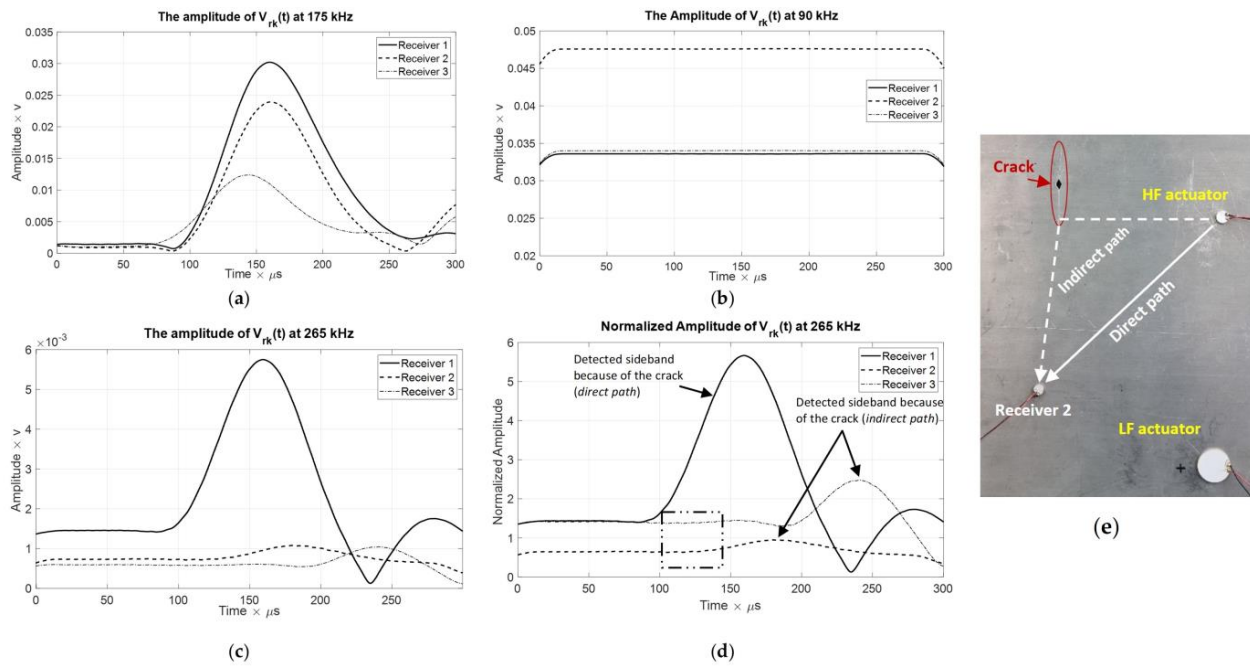 The amplitude of V_rk(t) at 175 kHz
0.035
0.03
0.025
0.02
0.015
0.01
0.005
0
Amplitude × v
Receiver 1
Receiver 2
Receiver 3
0 50 100 150 200 250 300
Time × μs
(a)
The Amplitude of V_rk(t) at 90 kHz
0.05
0.045
0.04
0.035
0.03
0.025
0.02
Amplitude × v
Receiver 1
Receiver 2
Receiver 3
0 50 100 150 200 250 300
Time × μs
(b)
The amplitude of V_rk(t) at 265 kHz
×10⁻³
6
5
4
3
2
1
0
Amplitude × v
Receiver 1
Receiver 2
Receiver 3
0 50 100 150 200 250
Time × μs
(c)
Normalized Amplitude of V_rk(t) at 265 kHz
6
5
4
3
2
1
0
Normalized Amplitude
Detected sideband
because of the crack
(direct path)
Receiver 1
Receiver 2
Receiver 3
Detected sideband because
of the crack (indirect path)
0 50 100 150 200 250 300
Time × μs
(d)
Crack
HF actuator
Indirect path
Direct path
Receiver 2
LF actuator
+
(e)